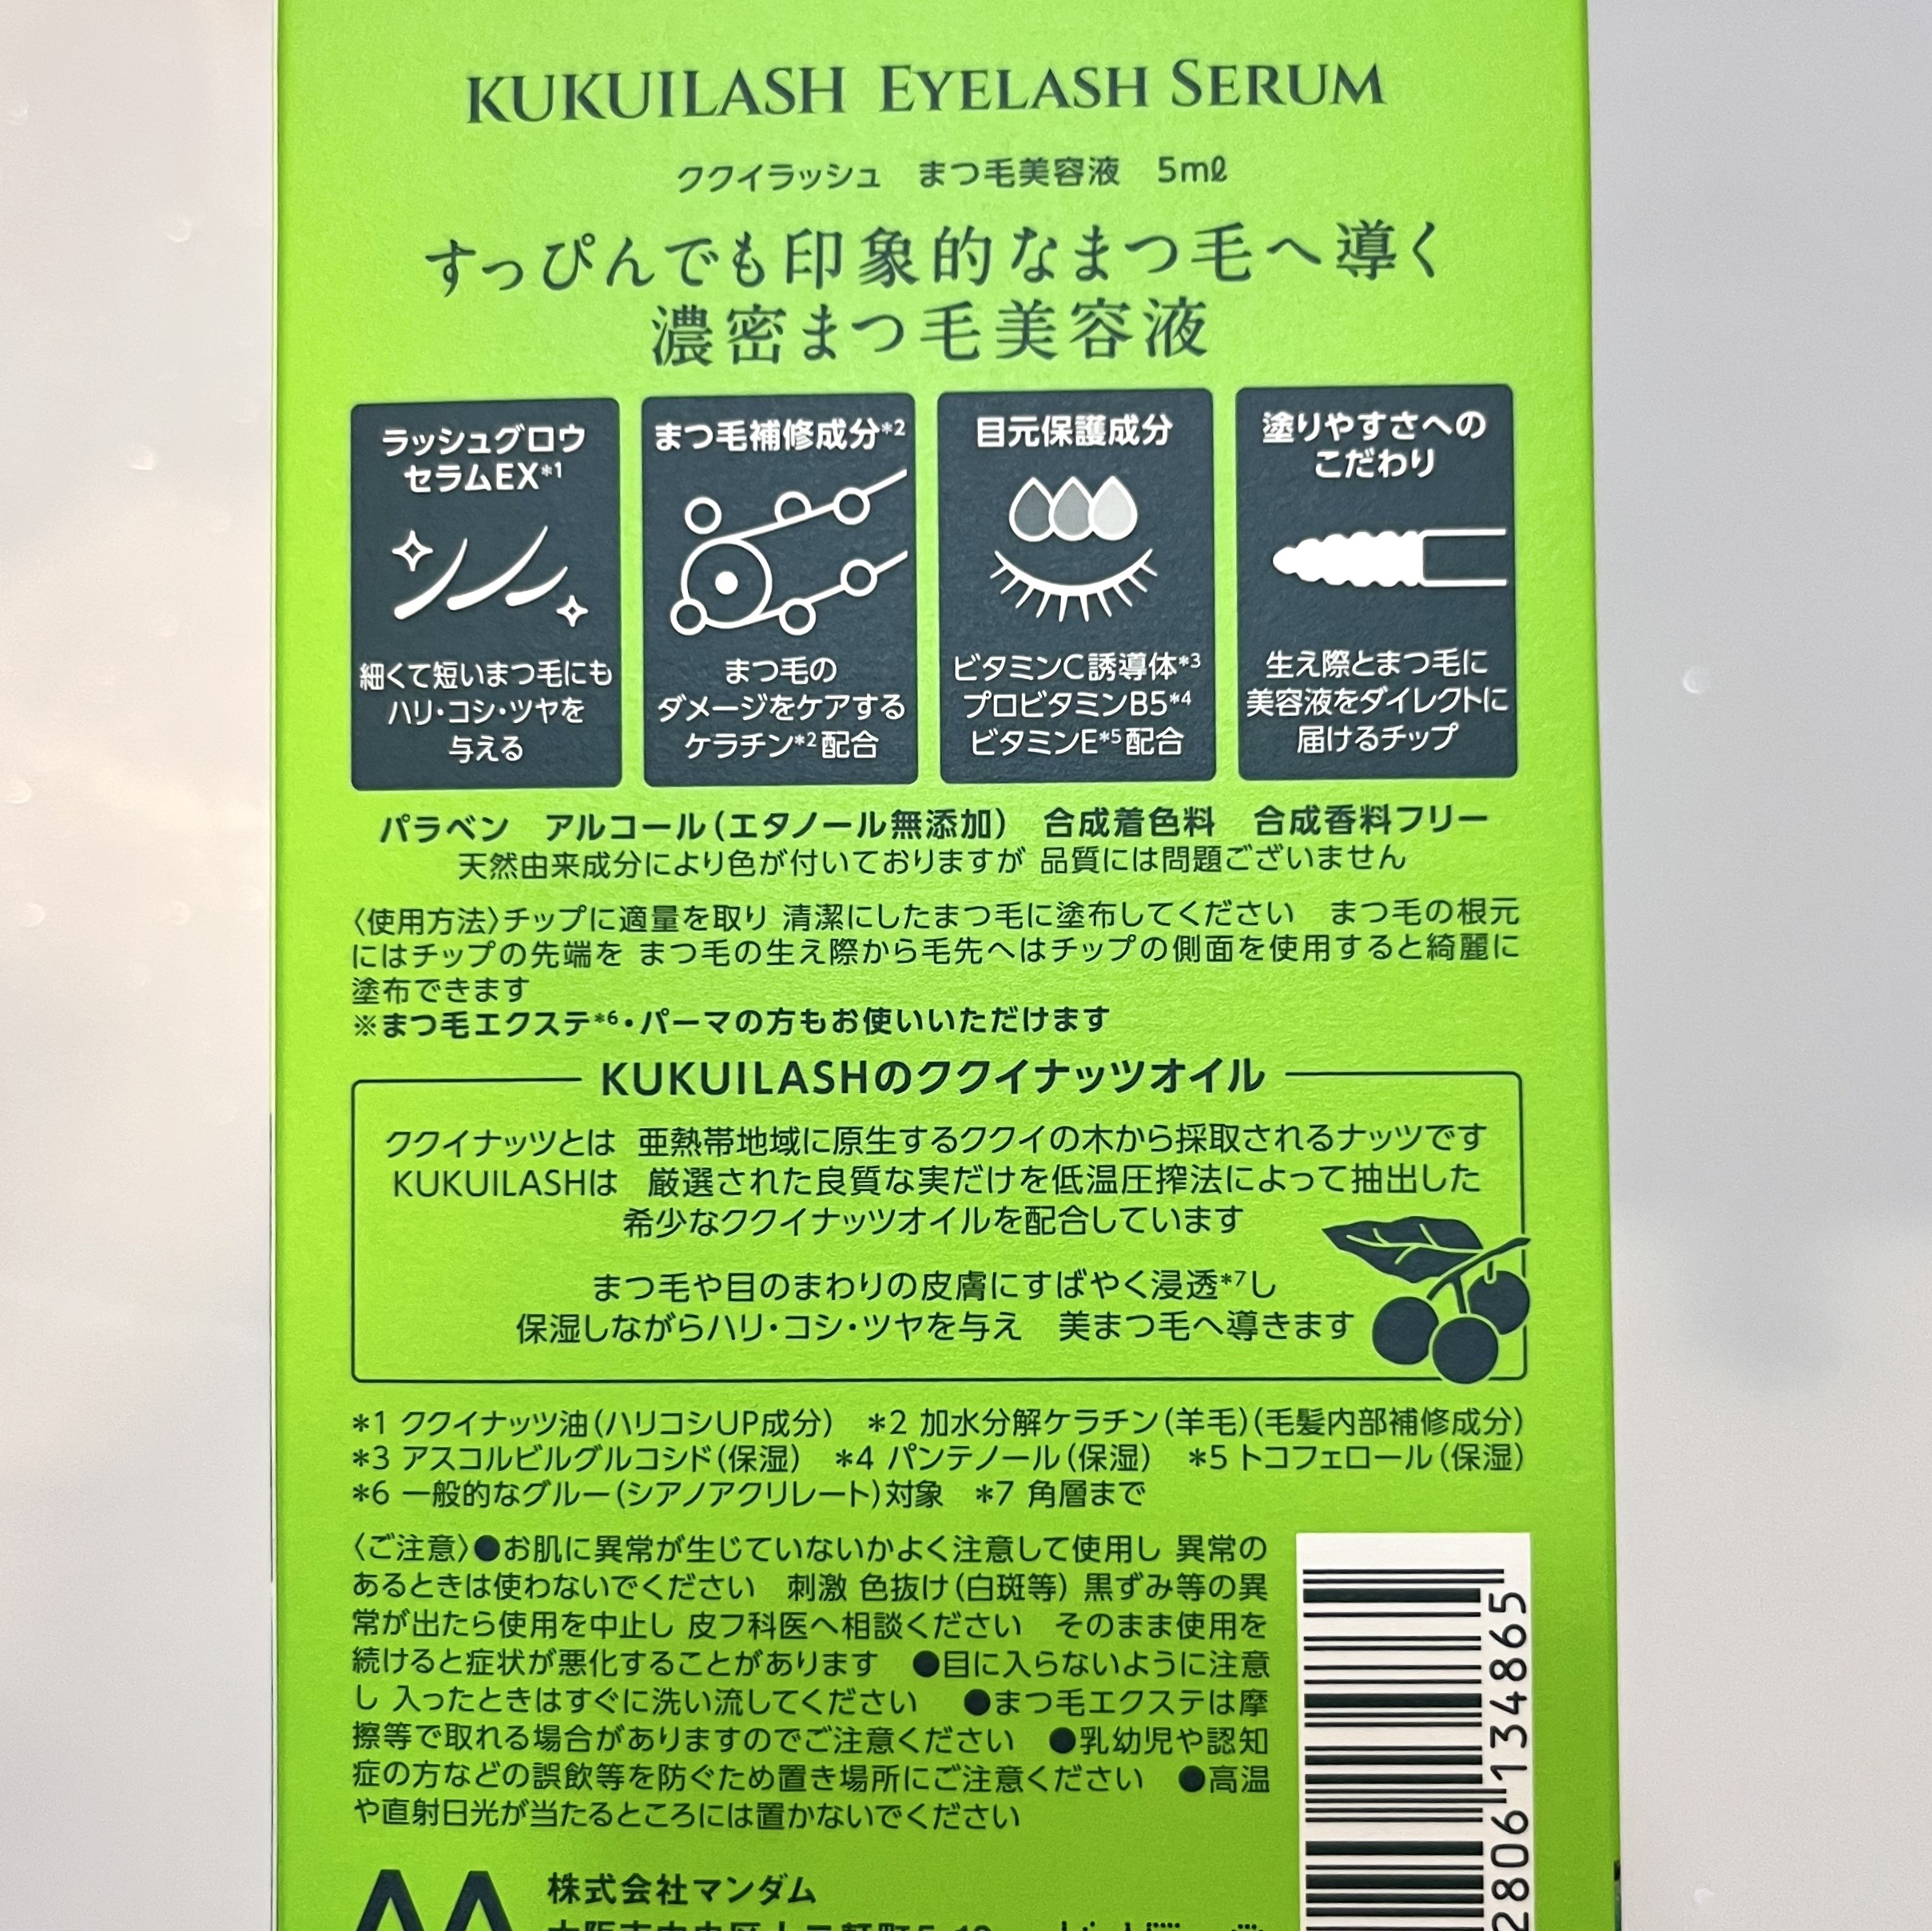 KUKUILASH EYELASH SERUM
ククイラッシュ　まつ毛美容液　5mℓ
すっぴんでも印象的なまつ毛へ導く
濃密まつ毛美容液
ラッシュグロウ
セラムEX*1
細くて短いまつ毛にも
ハリ・コシ・ツヤを
与える
まつ毛補修成分*2
まつ毛の
ダメージをケアする
ケラチン*2配合
目元保護成分
ビタミンC誘導体*3
プロビタミンB5*4
ビタミンE*5配合
塗りやすさへの
こだわり
生え際とまつ毛に
美容液をダイレクトに
届けるチップ
パラベン　アルコール（エタノール無添加）　合成着色料　合成香料フリー
天然由来成分により色が付いておりますが 品質には問題ございません
〈使用方法〉チップに適量を取り 清潔にしたまつ毛に塗布してください　まつ毛の根元
にはチップの先端を まつ毛の生え際から毛先へはチップの側面を使用すると綺麗に
塗布できます
※まつ毛エクステ*6・パーマの方もお使いいただけます
KUKUILASHのククイナッツオイル
ククイナッツとは 亜熱帯地域に原生するククイの木から採取されるナッツです
KUKUILASHは 厳選された良質な実だけを低温圧搾法によって抽出した
希少なククイナッツオイルを配合しています
まつ毛や目のまわりの皮膚にすばやく浸透*7し
保湿しながらハリ・コシ・ツヤを与え　美まつ毛へ導きます
*1 ククイナッツ油（ハリコシUP成分）　*2 加水分解ケラチン（羊毛）（毛髪内部補修成分）
*3 アスコルビルグルコシド（保湿）　*4 パンテノール（保湿）　*5 トコフェロール（保湿）
*6 一般的なグルー（シアノアクリレート）対象　*7 角層まで
〈ご注意〉●お肌に異常が生じていないかよく注意して使用し 異常の
あるときは使わないでください　刺激 色抜け（白斑等） 黒ずみ等の異
常が出たら使用を中止し 皮フ科医へ相談ください　そのまま使用を
続けると症状が悪化することがあります　●目に入らないように注意
し 入ったときはすぐに洗い流してください　●まつ毛エクステは摩
擦等で取れる場合がありますのでご注意ください　●乳幼児や認知
症の方などの誤飲等を防ぐため置き場所にご注意ください　●高温
や直射日光が当たるところには置かないでください
2806 134865
株式会社マンダム